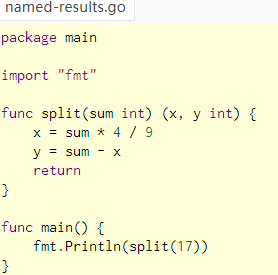 named-results.go
package main

import "fmt"

func split(sum int) (x, y int) {
    x = sum * 4 / 9
    y = sum - x
    return
}

func main() {
    fmt.Println(split(17))
}